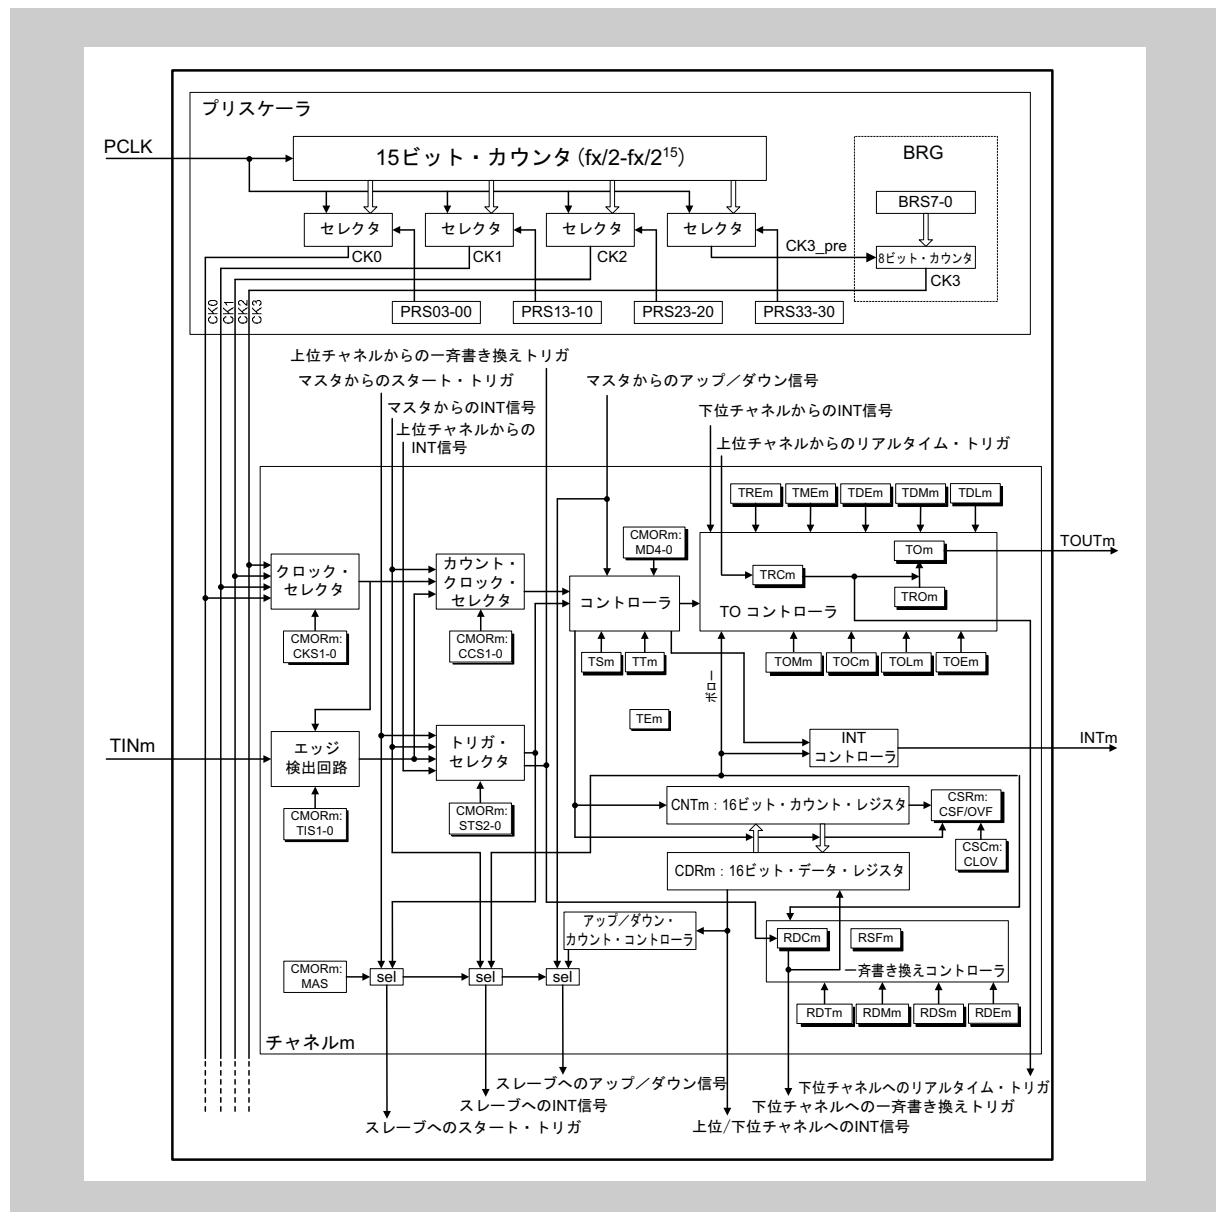 プリスケーラ
PCLK
15ビット・カウンタ (fx/2-fx/2¹⁵)
BRG
BRS7-0
セレクタ
セレクタ
セレクタ
セレクタ
CK3_pre
8ビット・カウンタ
CK0
CK1
CK2
CK3
CK0
CK1
CK2
CK3
PRS03-00
PRS13-10
PRS23-20
PRS33-30
上位チャネルからの一斉書き換えトリガ
マスタからのスタート・トリガ
マスタからのINT信号
上位チャネルからの
INT信号
マスタからのアップ／ダウン信号
下位チャネルからのINT信号
上位チャネルからのリアルタイム・トリガ
TREm
TMEm
TDEm
TDMm
TDLm
CMORm:
MD4-0
TOm
TOUTm
クロック・
セレクタ
カウント・
クロック・
セレクタ
コントローラ
TRCm
TROm
TO コントローラ
CMORm:
CKS1-0
CMORm:
CCS1-0
TSm
TTm
TOMm
TOCm
TOLm
TOEm
ボロー
TEm
TINm
エッジ
検出回路
トリガ・
セレクタ
INT
コントローラ
INTm
CMORm:
TIS1-0
CMORm:
STS2-0
CNTm : 16ビット・カウント・レジスタ
CSRm:
CSF/OVF
CSCm:
CLOV
CDRm : 16ビット・データ・レジスタ
アップ／ダウン・
カウント・コントローラ
RDCm
RSFm
一斉書き換えコントローラ
CMORm:
MAS
sel
sel
sel
RDTm
RDMm
RDSm
RDEm
チャネルm
スレーブへのアップ／ダウン信号
下位チャネルへのリアルタイム・トリガ
スレーブへのINT信号
下位チャネルへの一斉書き換えトリガ
スレーブへのスタート・トリガ
上位/下位チャネルへのINT信号